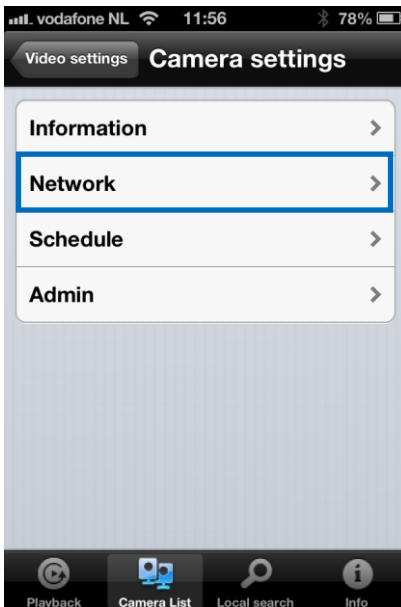 vodafone NL 11:56 78%
Video settings Camera settings
Information
Network
Schedule
Admin
Playback Camera List Local search Info